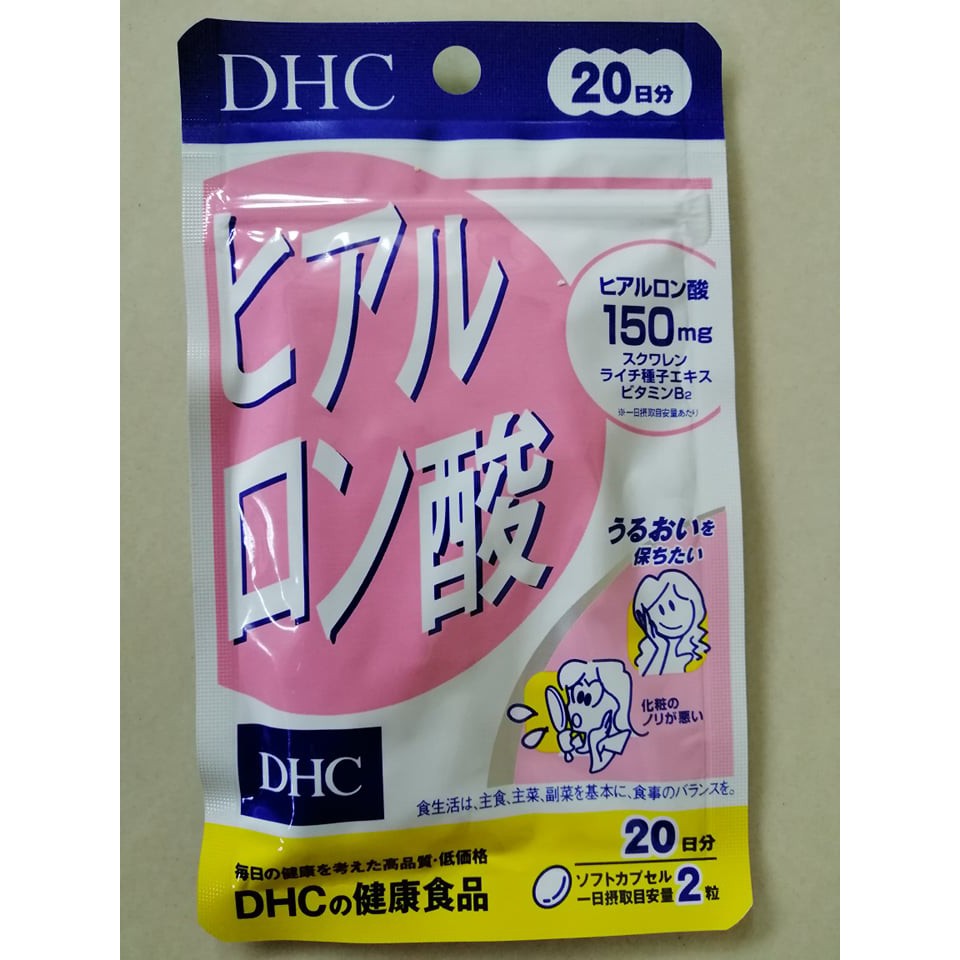 DHC
20日分
ヒアル
ロン酸
ヒアルロン酸
150mg
スクワレン
ライチ種子エキス
ビタミンB2
※一日摂取目安量あたり
うるおいを
保ちたい
化粧の
ノリが悪い
DHC
食生活は、主食、主菜、副菜を基本に、食事のバランスを。
毎日の健康を考えた高品質・低価格
DHCの健康食品
20日分
ソフトカプセル
一日摂取目安量 2粒